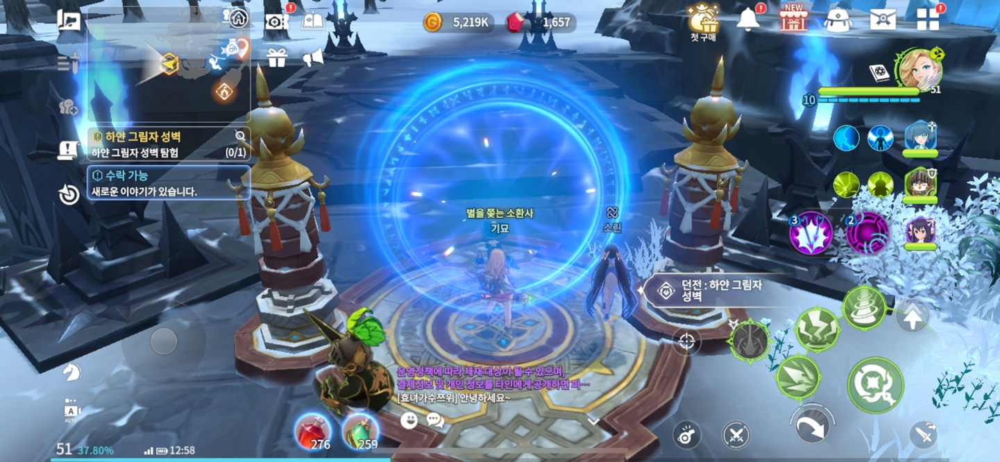 5,219K
1,657
첫 구매
NEW
51
10
하얀 그림자 성벽
하얀 그림자 성벽 탐험 (0/1)
수락 가능
새로운 이야기가 있습니다.
별을 쫓는 소환사
기묘
소린
3
2
던전 : 하얀 그림자
성벽
운영정책에 따라 제재 대상이 될 수 있으며,
결제정보 및 개인 정보를 타인에게 공개하면 피…
[효녀가수쯔위] 안녕하세요~
A
AUTO
276
259
51 37.80%
12:58